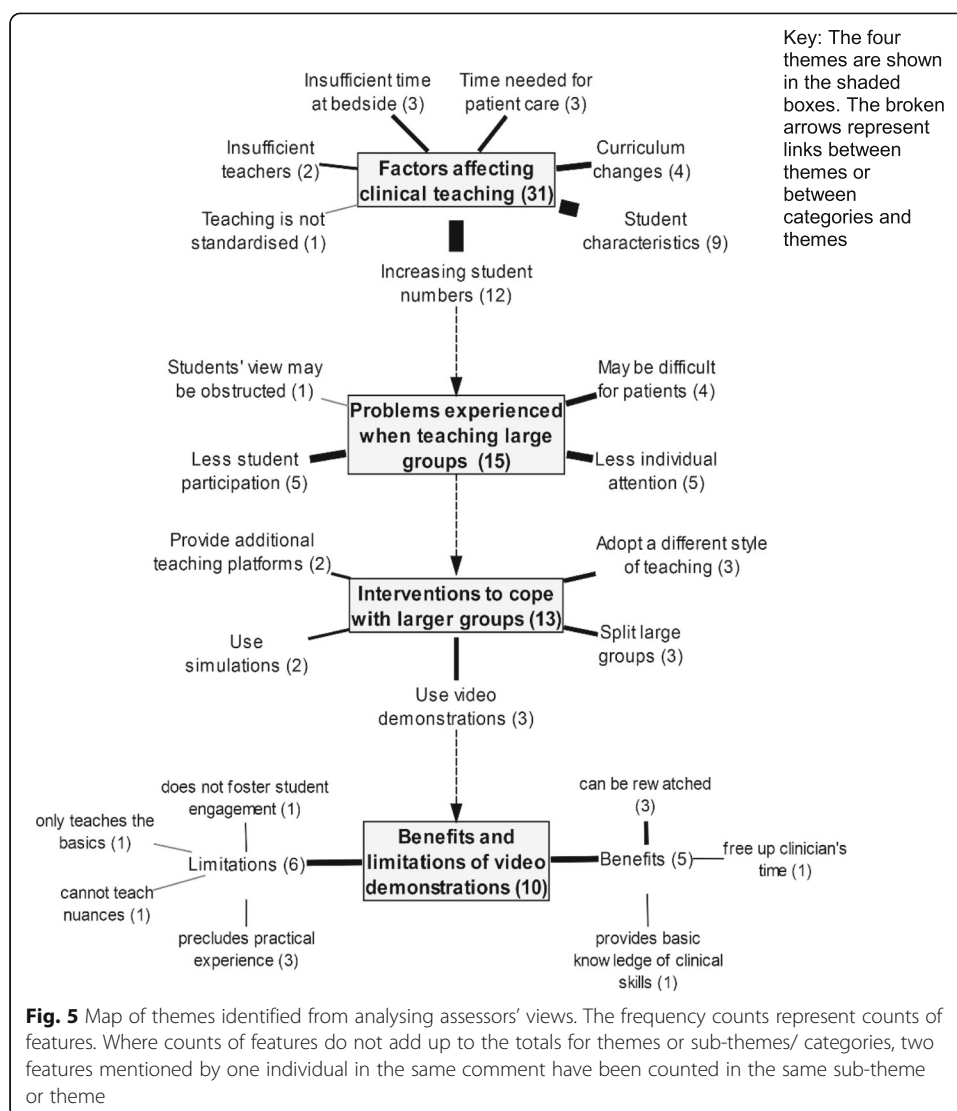 Key: The four
themes are shown
in the shaded
boxes. The broken
arrows represent
links between
themes or
between
categories and
themes
Insufficient time
at bedside (3)
Time needed for
patient care (3)
Insufficient
teachers (2)
Factors affecting
clinical teaching (31)
Curriculum
changes (4)
Teaching is not
standardised (1)
Student
characteristics (9)
Increasing student
numbers (12)
Students' view may
be obstructed (1)
May be difficult
for patients (4)
Problems experienced
when teaching large
groups (15)
Less student
participation (5)
Less individual
attention (5)
Provide additional
teaching platforms (2)
Adopt a different style
of teaching (3)
Interventions to cope
with larger groups (13)
Use
simulations (2)
Split large
groups (3)
Use video
demonstrations (3)
does not foster student
engagement (1)
can be rewatched
(3)
only teaches the
basics (1)
Limitations (6)
Benefits and
limitations of video
demonstrations (10)
Benefits (5)
free up clinician's
time (1)
cannot teach
nuances (1)
precludes practical
experience (3)
provides basic
knowledge of clinical
skills (1)
Fig. 5 Map of themes identified from analysing assessors' views. The frequency counts represent counts of
features. Where counts of features do not add up to the totals for themes or sub-themes/ categories, two
features mentioned by one individual in the same comment have been counted in the same sub-theme
or theme